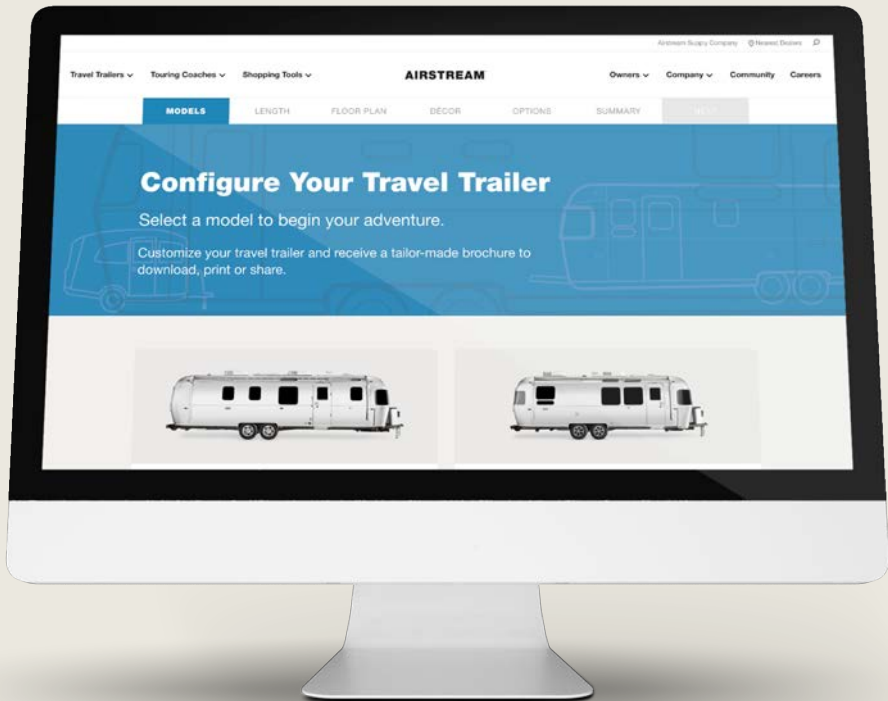 Airstream Supply Company Nearest Dealers
Travel Trailers Touring Coaches Shopping Tools AIRSTREAM Owners Company Community Careers
MODELS LENGTH FLOOR PLAN DÉCOR OPTIONS SUMMARY NEXT
Configure Your Travel Trailer
Select a model to begin your adventure.
Customize your travel trailer and receive a tailor-made brochure to
download, print or share.